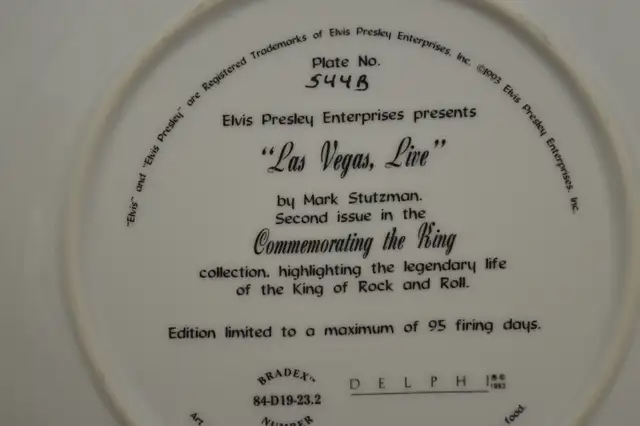 "Elvis" and "Elvis Presley" are Registered Trademarks of Elvis Presley Enterprises, Inc. ©1993 Elvis Presley Enterprises, Inc.
Plate No.
544B
Elvis Presley Enterprises presents
"Las Vegas, Live"
by Mark Stutzman.
Second issue in the
Commemorating the King
collection, highlighting the legendary life
of the King of Rock and Roll.
Edition limited to a maximum of 95 firing days.
BRADEX™
84-D19-23.2
NUMBER
DELPHI ®©
1993
Art
food.